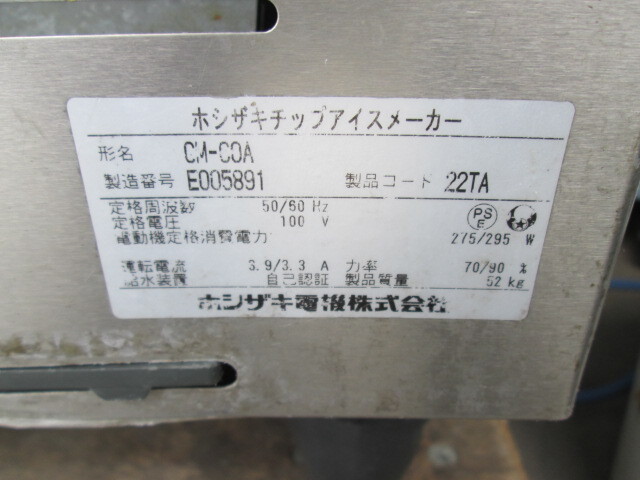 ホシザキチップアイスメーカー
形名 CM-60A
製造番号 E005891 製品コード 22TA
定格周波数 50/60 Hz
定格電圧 100 V
電動機定格消費電力 275/295 W
PS E
運転電流 3.9/3.3 A 力率 70/90 %
給水装置 自己認証 製品質量 52 kg
ホシザキ電機株式会社